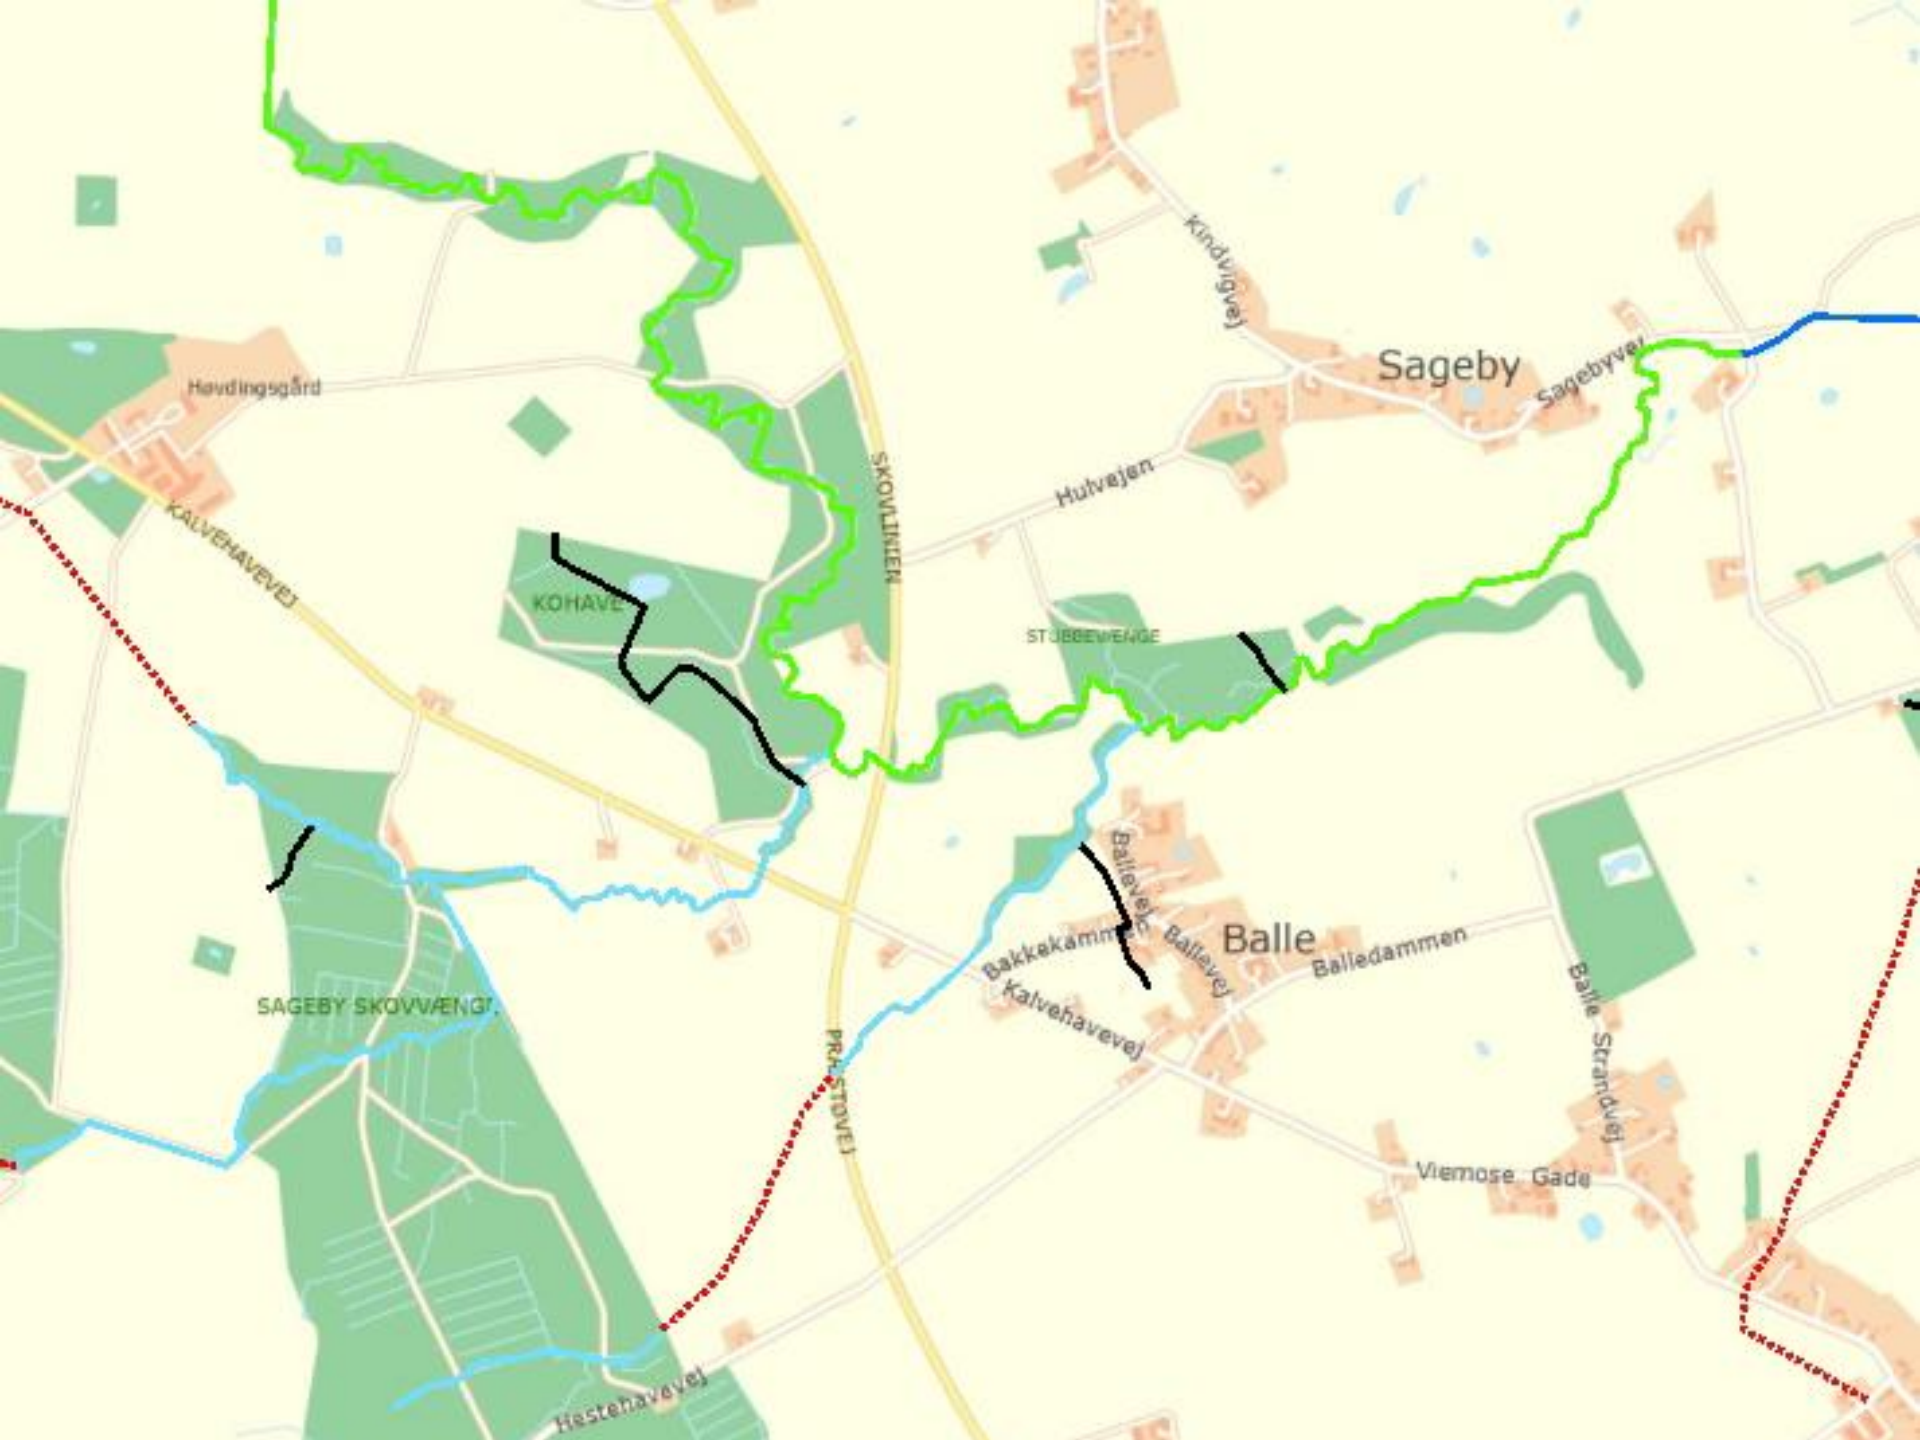 Kindvigvej
Sageby
Sagebyvej
Høvdingsgård
Hulvejen
SKOVLINIEN
KALVEHAVEVEJ
KOHAVE
STUBBEVÆNGE
Ballevej
Balle
Bakkekammen
Ballevej
Balledammen
Kalvehavevej
SAGEBY SKOVVÆNGE
Balle Strandvej
PRÆSTØVEJ
Viemose Gade
Hestehavevej